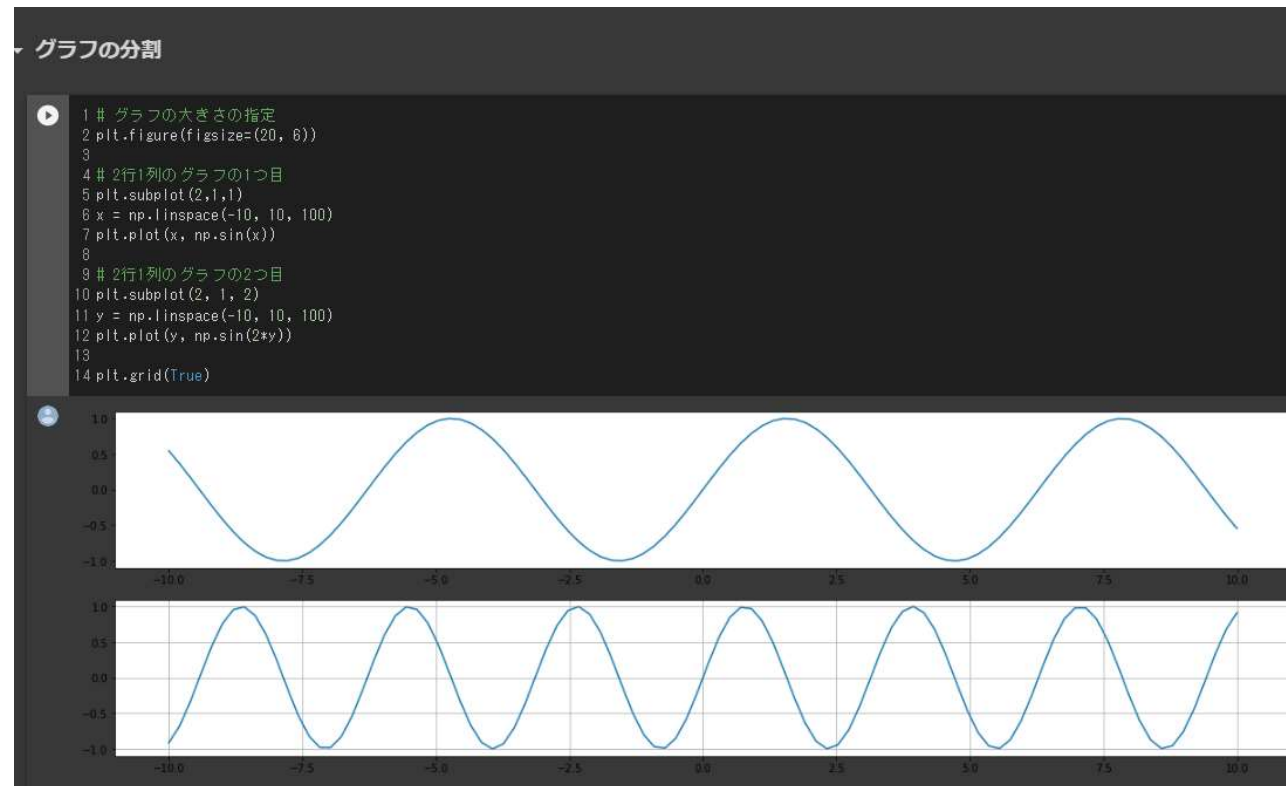 グラフの分割
1 # グラフの大きさの指定
2 plt.figure(figsize=(20, 6))
3
4 # 2行1列のグラフの1つ目
5 plt.subplot(2,1,1)
6 x = np.linspace(-10, 10, 100)
7 plt.plot(x, np.sin(x))
8
9 # 2行1列のグラフの2つ目
10 plt.subplot(2, 1, 2)
11 y = np.linspace(-10, 10, 100)
12 plt.plot(y, np.sin(2*y))
13
14 plt.grid(True)
1.0
0.5
0.0
−0.5
−1.0
−10.0 −7.5 −5.0 −2.5 0.0 2.5 5.0 7.5 10.0
1.0
0.5
0.0
−0.5
−1.0
−10.0 −7.5 −5.0 −2.5 0.0 2.5 5.0 7.5 10.0